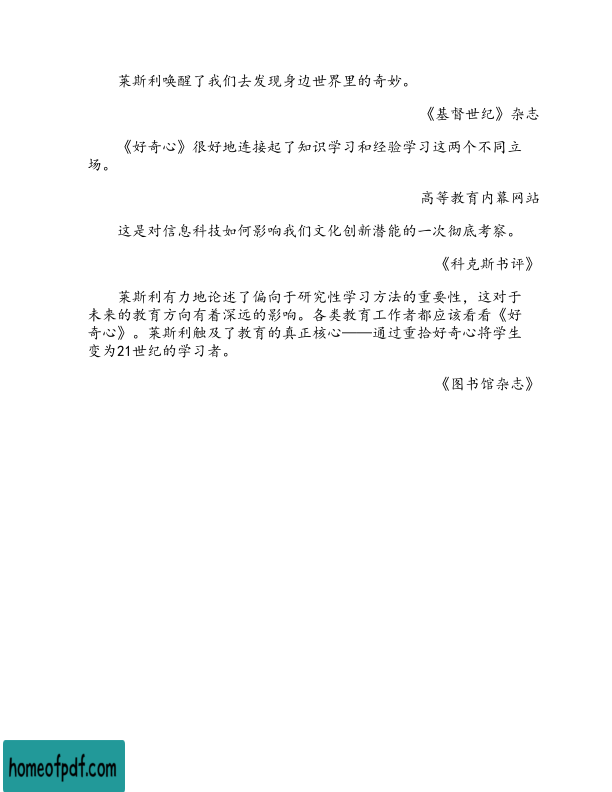 莱斯利唤醒了我们去发现身边世界里的奇妙。
《基督世纪》杂志
《好奇心》很好地连接起了知识学习和经验学习这两个不同立
场。
高等教育内幕网站
这是对信息科技如何影响我们文化创新潜能的一次彻底考察。
《科克斯书评》
莱斯利有力地论述了偏向于研究性学习方法的重要性，这对于
未来的教育方向有着深远的影响。各类教育工作者都应该看看《好
奇心》。莱斯利触及了教育的真正核心——通过重拾好奇心将学生
变为21世纪的学习者。
《图书馆杂志》
homeofpdf.com